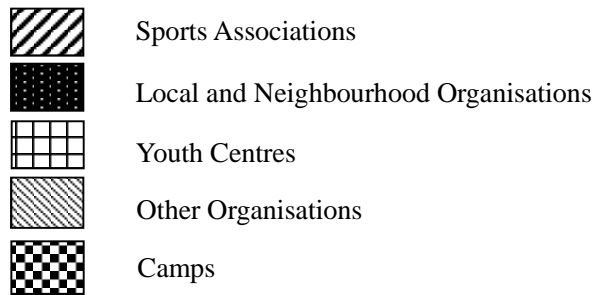 Sports Associations
Local and Neighbourhood Organisations
Youth Centres
Other Organisations
Camps